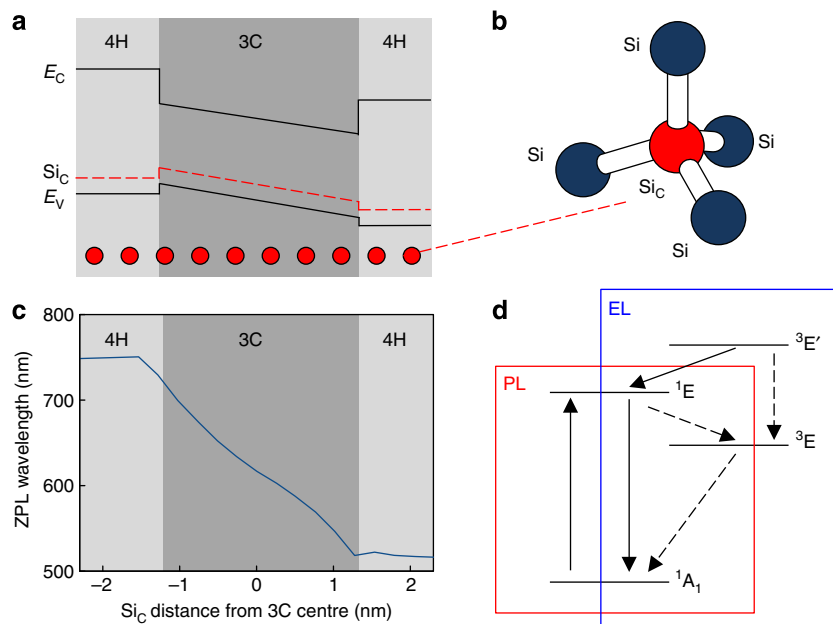 a
4H 3C 4H
E_C
Si_C
E_V
b
Si
Si
Si
Si_C
Si
c
800
700
600
500
ZPL wavelength (nm)
4H 3C 4H
−2 −1 0 1 2
Si_C distance from 3C centre (nm)
d
EL
PL
³E′
¹E
³E
¹A₁